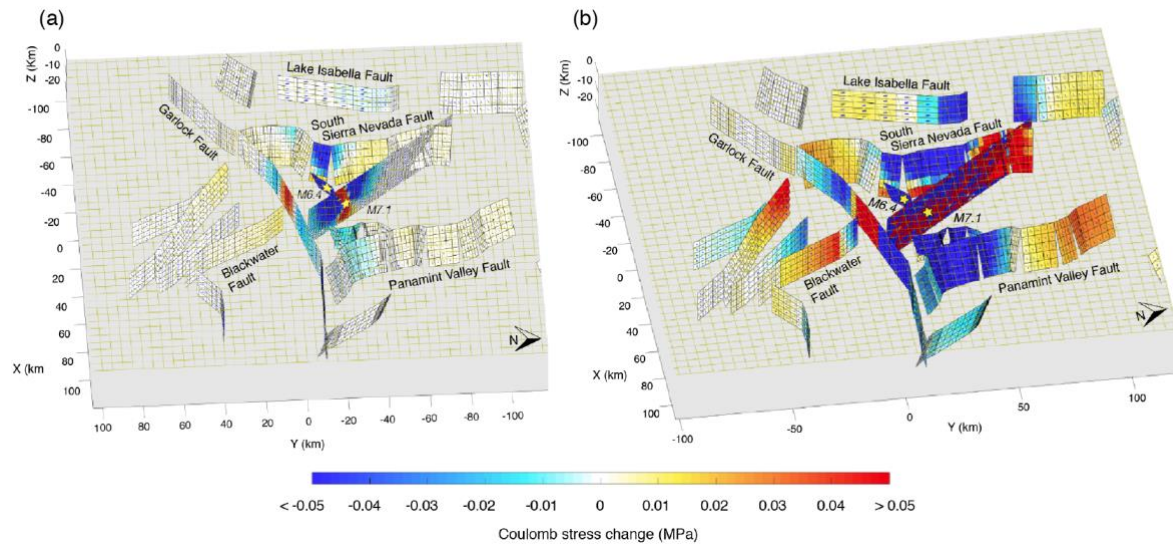 (a)
0
-10
-20
Z (Km)
-100
-80
-60
-40
-20
0
20
40
60
80
100
X (km
100
80
60
40
20
0
-20
-40
-60
-80
-100
Y (km)
Lake Isabella Fault
Garlock Fault
South
Sierra Nevada Fault
M6.4
M7.1
Blackwater
Fault
Panamint Valley Fault
N
(b)
0
-10
-20
Z (Km)
-100
-80
-60
-40
-20
0
20
40
60
80
100
X (km)
-100
-50
0
50
100
Y (km)
Lake Isabella Fault
Garlock Fault
South
Sierra Nevada Fault
M6.4
M7.1
Blackwater
Fault
Panamint Valley Fault
N
< -0.05 -0.04 -0.03 -0.02 -0.01 0 0.01 0.02 0.03 0.04 > 0.05
Coulomb stress change (MPa)